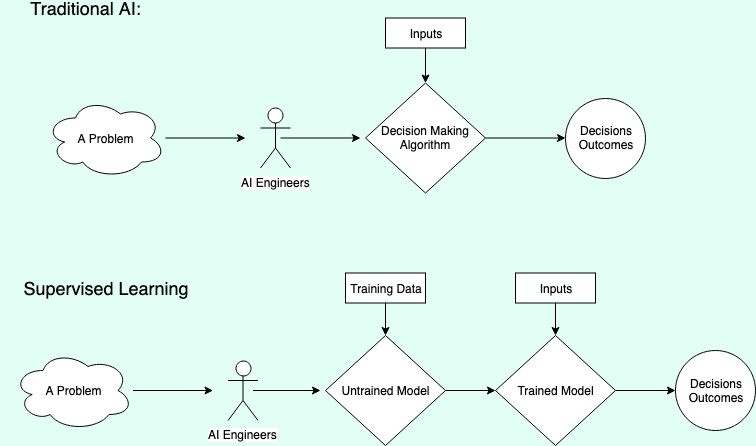 Traditional AI:
Inputs
A Problem
AI Engineers
Decision Making
Algorithm
Decisions
Outcomes
Supervised Learning
Training Data
Inputs
A Problem
AI Engineers
Untrained Model
Trained Model
Decisions
Outcomes